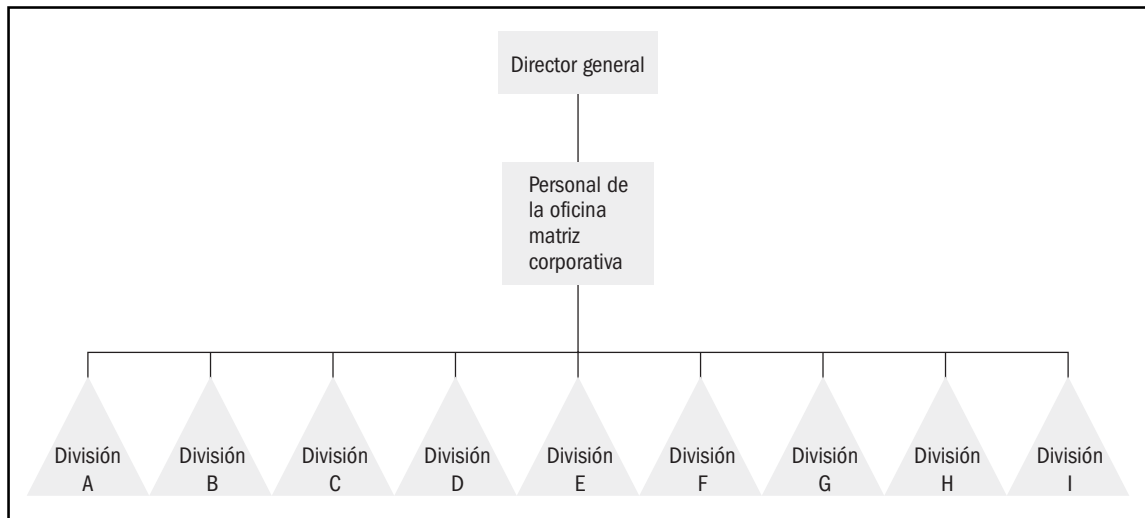 Director general
Personal de
la oficina
matriz
corporativa
División
A
División
B
División
C
División
D
División
E
División
F
División
G
División
H
División
I